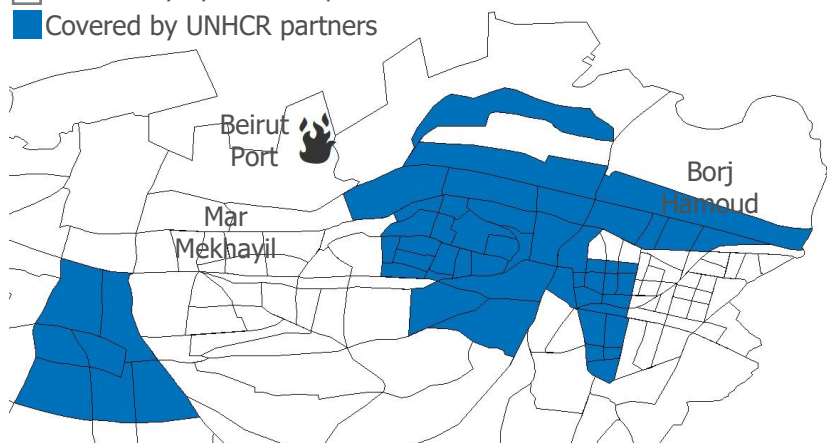 Covered by UNHCR partners
Beirut
Port
Borj
Hamoud
Mar
Mekhayil